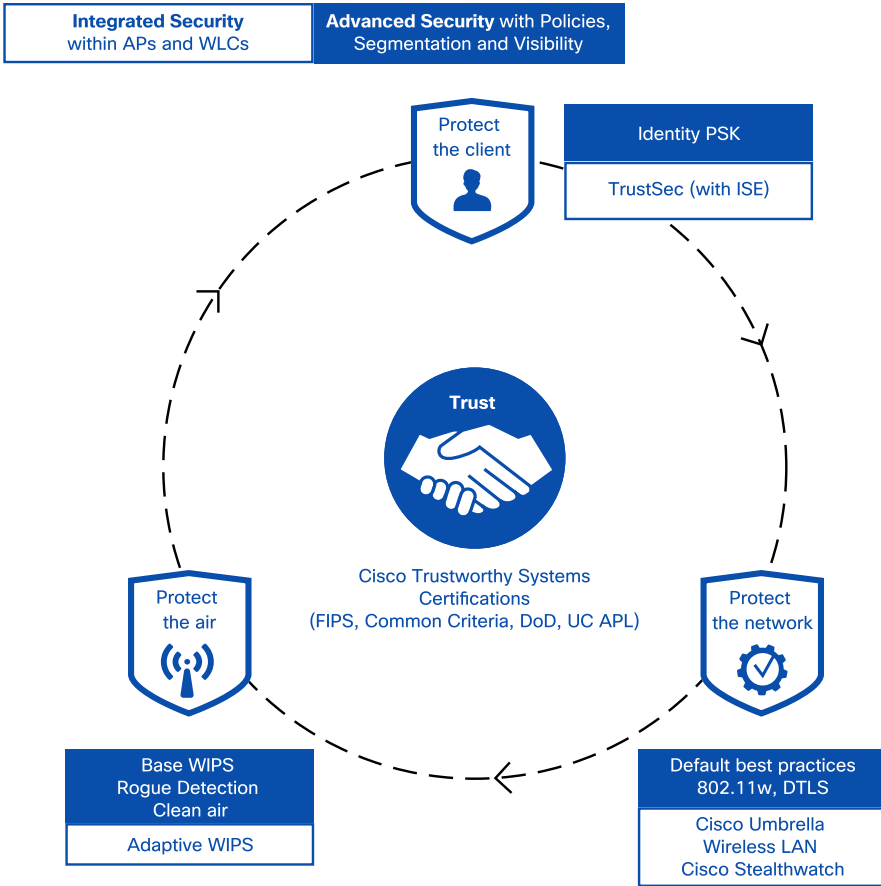 Integrated Security
within APs and WLCs
Advanced Security with Policies,
Segmentation and Visibility
Protect
the client
Identity PSK
TrustSec (with ISE)
Trust
Cisco Trustworthy Systems
Certifications
(FIPS, Common Criteria, DoD, UC APL)
Protect
the air
Base WIPS
Rogue Detection
Clean air
Adaptive WIPS
Protect
the network
Default best practices
802.11w, DTLS
Cisco Umbrella
Wireless LAN
Cisco Stealthwatch